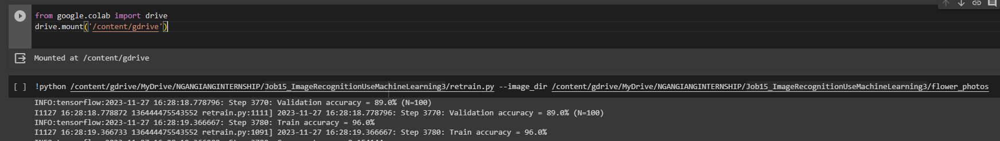 from google.colab import drive
drive.mount('/content/gdrive')
Mounted at /content/gdrive
[ ] !python /content/gdrive/MyDrive/NGANGIANGINTERNSHIP/Job15_ImageRecognitionUseMachineLearning3/retrain.py --image_dir /content/gdrive/MyDrive/NGANGIANGINTERNSHIP/Job15_ImageRecognitionUseMachineLearning3/flower_photos
INFO:tensorflow:2023-11-27 16:28:18.778796: Step 3770: Validation accuracy = 89.0% (N=100)
I1127 16:28:18.778872 136444475543552 retrain.py:1111] 2023-11-27 16:28:18.778796: Step 3770: Validation accuracy = 89.0% (N=100)
INFO:tensorflow:2023-11-27 16:28:19.366667: Step 3780: Train accuracy = 96.0%
I1127 16:28:19.366733 136444475543552 retrain.py:1091] 2023-11-27 16:28:19.366667: Step 3780: Train accuracy = 96.0%